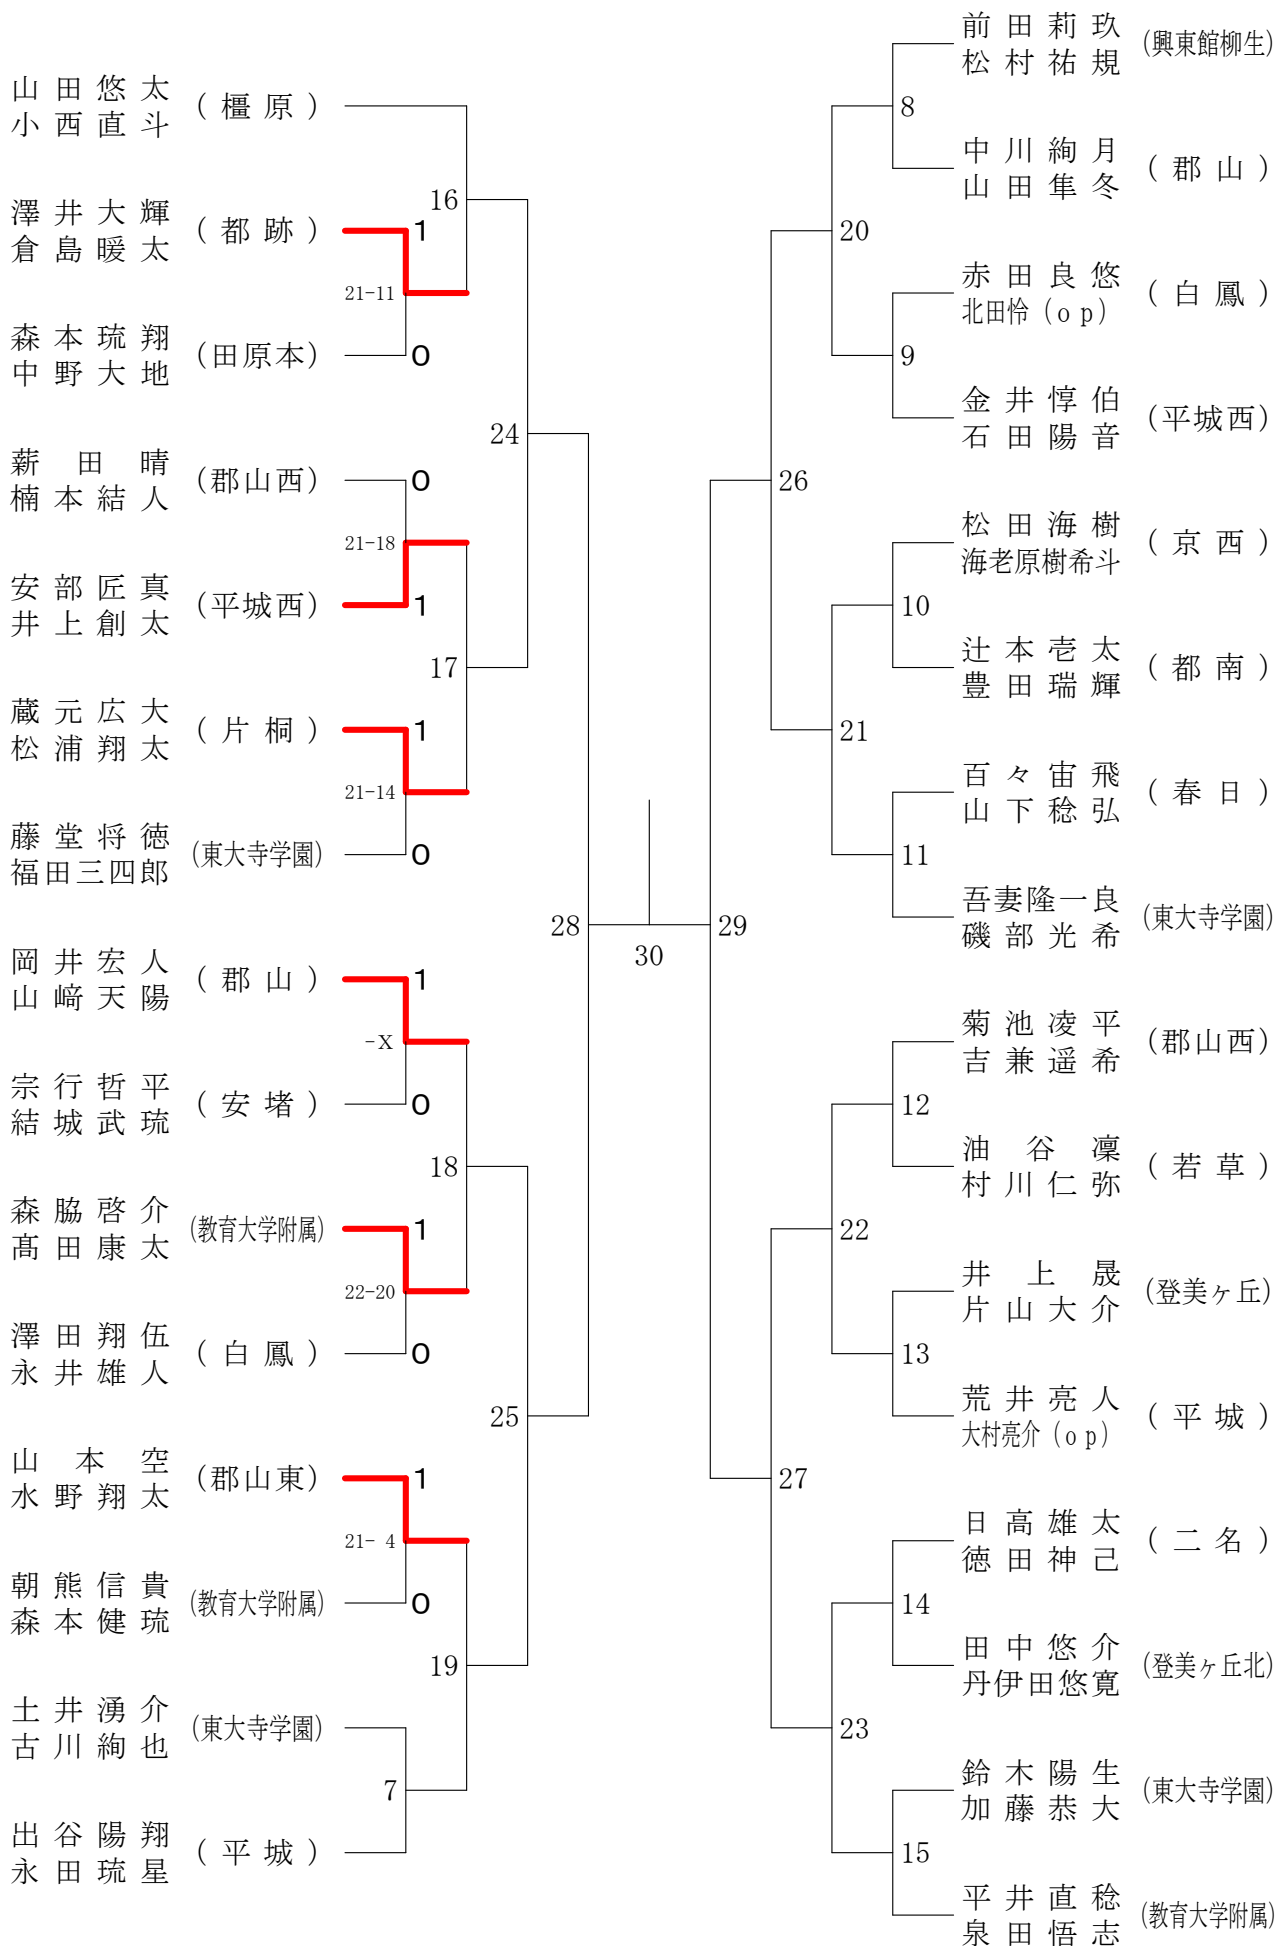 山田悠太
小西直斗
(橿原)
16
澤井大輝
倉島暖太
(都跡)
1
21-11
森本琉翔
中野大地
(田原本)
0
24
薪田晴
楠本結人
(郡山西)
0
21-18
安部匠真
井上創太
(平城西)
1
17
蔵元広大
松浦翔太
(片桐)
1
21-14
藤堂将徳
福田三四郎
(東大寺学園)
0
28
30
29
岡井宏人
山﨑天陽
(郡山)
1
-X
宗行哲平
結城武琉
(安堵)
0
18
森脇啓介
髙田康太
(教育大学附属)
1
22-20
澤田翔伍
永井雄人
(白鳳)
0
25
山本空
水野翔太
(郡山東)
1
21- 4
朝熊信貴
森本健琉
(教育大学附属)
0
19
土井湧介
古川絢也
(東大寺学園)
7
出谷陽翔
永田琉星
(平城)
前田莉玖
松村祐規
(興東館柳生)
8
中川絢月
山田隼冬
(郡山)
20
赤田良悠
北田怜(op)
(白鳳)
9
金井惇伯
石田陽音
(平城西)
26
松田海樹
海老原樹希斗
(京西)
10
辻本壱太
豊田瑞輝
(都南)
21
百々宙飛
山下稔弘
(春日)
11
吾妻隆一良
磯部光希
(東大寺学園)
菊池凌平
吉兼遥希
(郡山西)
12
油谷凜
村川仁弥
(若草)
22
井上晟
片山大介
(登美ヶ丘)
13
荒井亮人
大村亮介(op)
(平城)
27
日高雄太
徳田神己
(二名)
14
田中悠介
丹伊田悠寛
(登美ヶ丘北)
23
鈴木陽生
加藤恭大
(東大寺学園)
15
平井直稔
泉田悟志
(教育大学附属)